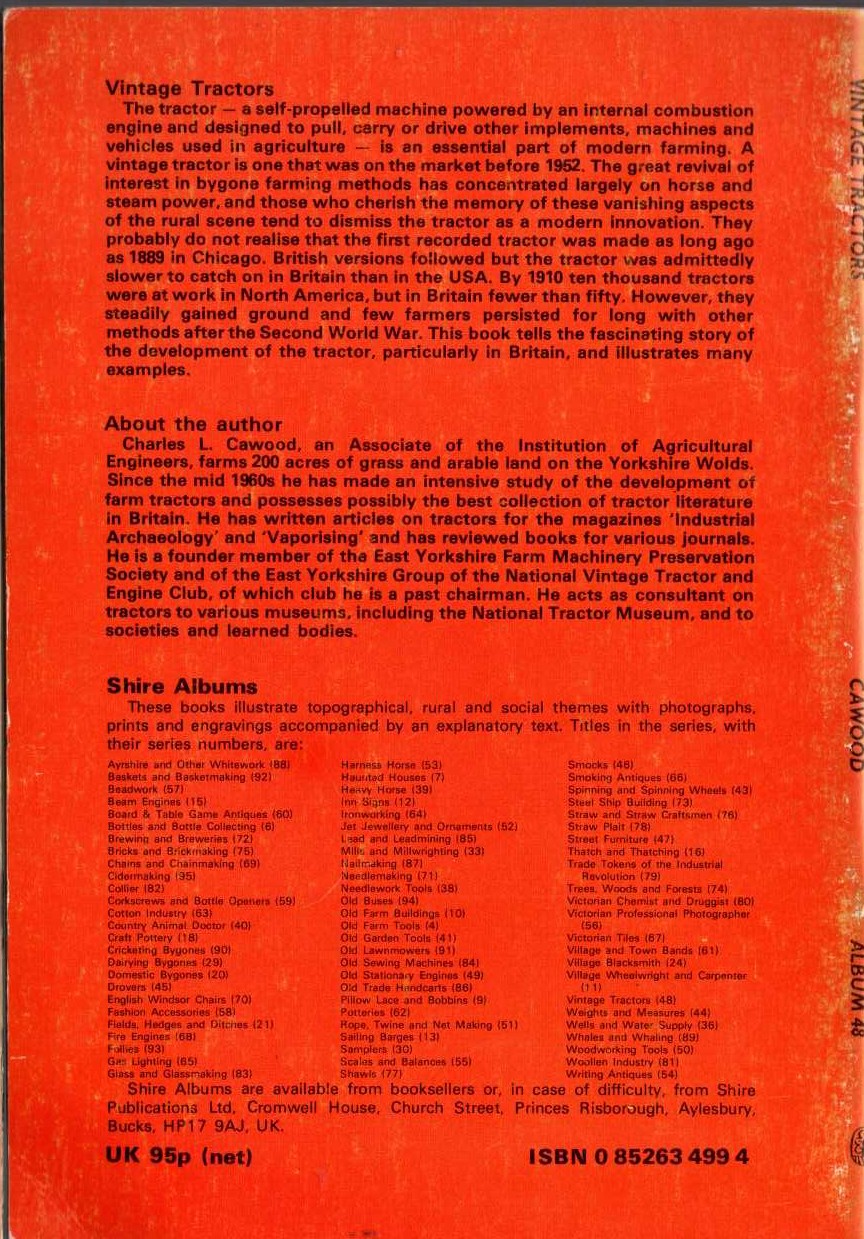 Vintage Tractors
The tractor — a self-propelled machine powered by an internal combustion
engine and designed to pull, carry or drive other implements, machines and
vehicles used in agriculture — is an essential part of modern farming. A
vintage tractor is one that was on the market before 1952. The great revival of
interest in bygone farming methods has concentrated largely on horse and
steam power, and those who cherish the memory of these vanishing aspects
of the rural scene tend to dismiss the tractor as a modern innovation. They
probably do not realise that the first recorded tractor was made as long ago
as 1889 in Chicago. British versions followed but the tractor was admittedly
slower to catch on in Britain than in the USA. By 1910 ten thousand tractors
were at work in North America, but in Britain fewer than fifty. However, they
steadily gained ground and few farmers persisted for long with other
methods after the Second World War. This book tells the fascinating story of
the development of the tractor, particularly in Britain, and illustrates many
examples.
About the author
Charles L. Cawood, an Associate of the Institution of Agricultural
Engineers, farms 200 acres of grass and arable land on the Yorkshire Wolds.
Since the mid 1960s he has made an intensive study of the development of
farm tractors and possesses possibly the best collection of tractor literature
in Britain. He has written articles on tractors for the magazines 'Industrial
Archaeology' and 'Vaporising' and has reviewed books for various journals.
He is a founder member of the East Yorkshire Farm Machinery Preservation
Society and of the East Yorkshire Group of the National Vintage Tractor and
Engine Club, of which club he is a past chairman. He acts as consultant on
tractors to various museums, including the National Tractor Museum, and to
societies and learned bodies.
Shire Albums
These books illustrate topographical, rural and social themes with photographs,
prints and engravings accompanied by an explanatory text. Titles in the series, with
their series numbers, are:
Ayrshire and Other Whitework (88)
Baskets and Basketmaking (92)
Beadwork (57)
Beam Engines (15)
Board & Table Game Antiques (60)
Bottles and Bottle Collecting (6)
Brewing and Breweries (72)
Bricks and Brickmaking (75)
Chains and Chainmaking (69)
Cidermaking (95)
Collier (82)
Corkscrews and Bottle Openers (59)
Cotton Industry (63)
Country Animal Doctor (40)
Craft Pottery (18)
Cricketing Bygones (90)
Dairying Bygones (29)
Domestic Bygones (20)
Drovers (45)
English Windsor Chairs (70)
Fashion Accessories (58)
Fields, Hedges and Ditches (21)
Fire Engines (68)
Follies (93)
Gas Lighting (65)
Glass and Glassmaking (83)
Harness Horse (53)
Haunted Houses (7)
Heavy Horse (39)
Inn Signs (12)
Ironworking (64)
Jet Jewellery and Ornaments (52)
Lead and Leadmining (85)
Mills and Millwrighting (33)
Nailmaking (87)
Needlemaking (71)
Needlework Tools (38)
Old Buses (94)
Old Farm Buildings (10)
Old Farm Tools (4)
Old Garden Tools (41)
Old Lawnmowers (91)
Old Sewing Machines (84)
Old Stationary Engines (49)
Old Trade Handcarts (86)
Pillow Lace and Bobbins (9)
Potteries (62)
Rope, Twine and Net Making (51)
Sailing Barges (13)
Samplers (30)
Scales and Balances (55)
Shawls (77)
Smocks (46)
Smoking Antiques (66)
Spinning and Spinning Wheels (43)
Steel Ship Building (73)
Straw and Straw Craftsmen (76)
Straw Plait (78)
Street Furniture (47)
Thatch and Thatching (16)
Trade Tokens of the Industrial
Revolution (79)
Trees, Woods and Forests (74)
Victorian Chemist and Druggist (80)
Victorian Professional Photographer
(56)
Victorian Tiles (67)
Village and Town Bands (61)
Village Blacksmith (24)
Village Wheelwright and Carpenter
(11)
Vintage Tractors (48)
Weights and Measures (44)
Wells and Water Supply (36)
Whales and Whaling (89)
Woodworking Tools (50)
Woollen Industry (81)
Writing Antiques (54)
Shire Albums are available from booksellers or, in case of difficulty, from Shire
Publications Ltd, Cromwell House, Church Street, Princes Risborough, Aylesbury,
Bucks, HP17 9AJ, UK.
UK 95p (net)
ISBN 0 85263 499 4
VINTAGE TRACTORS
CAWOOD
ALBUM 48